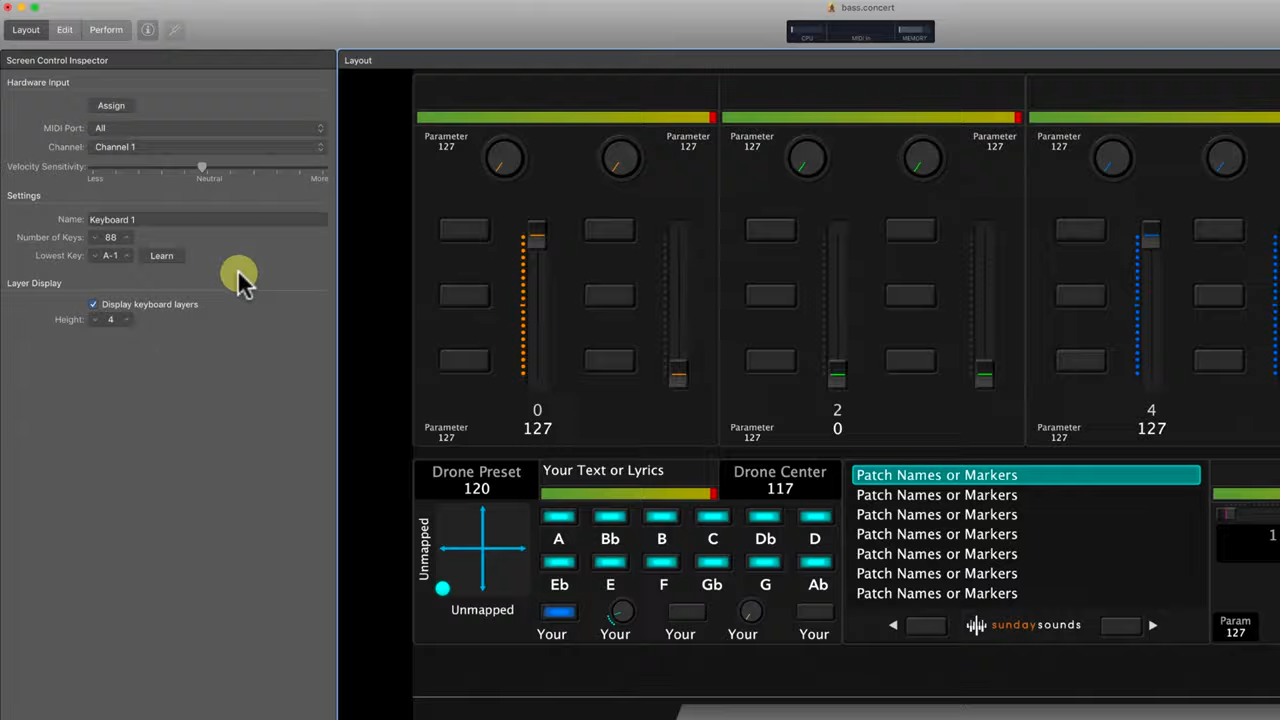 bass.concert
Layout
Edit
Perform
CPU
MIDI In
MEMORY
Screen Control Inspector
Hardware Input
Assign
MIDI Port: All
Channel: Channel 1
Velocity Sensitivity:
Less Neutral More
Settings
Name: Keyboard 1
Number of Keys: 88
Lowest Key: A-1 Learn
Layer Display
Display keyboard layers
Height: 4
Layout
Parameter
127
Parameter
127
0
127
Parameter
127
Parameter
127
Parameter
127
2
0
Parameter
127
Parameter
127
4
127
Parameter
127
Drone Preset
120
Your Text or Lyrics
Drone Center
117
Unmapped
Unmapped
A Bb B C Db D
Eb E F Gb G Ab
Your Your Your Your Your
Patch Names or Markers
Patch Names or Markers
Patch Names or Markers
Patch Names or Markers
Patch Names or Markers
Patch Names or Markers
Patch Names or Markers
sundaysounds
1
Param
127